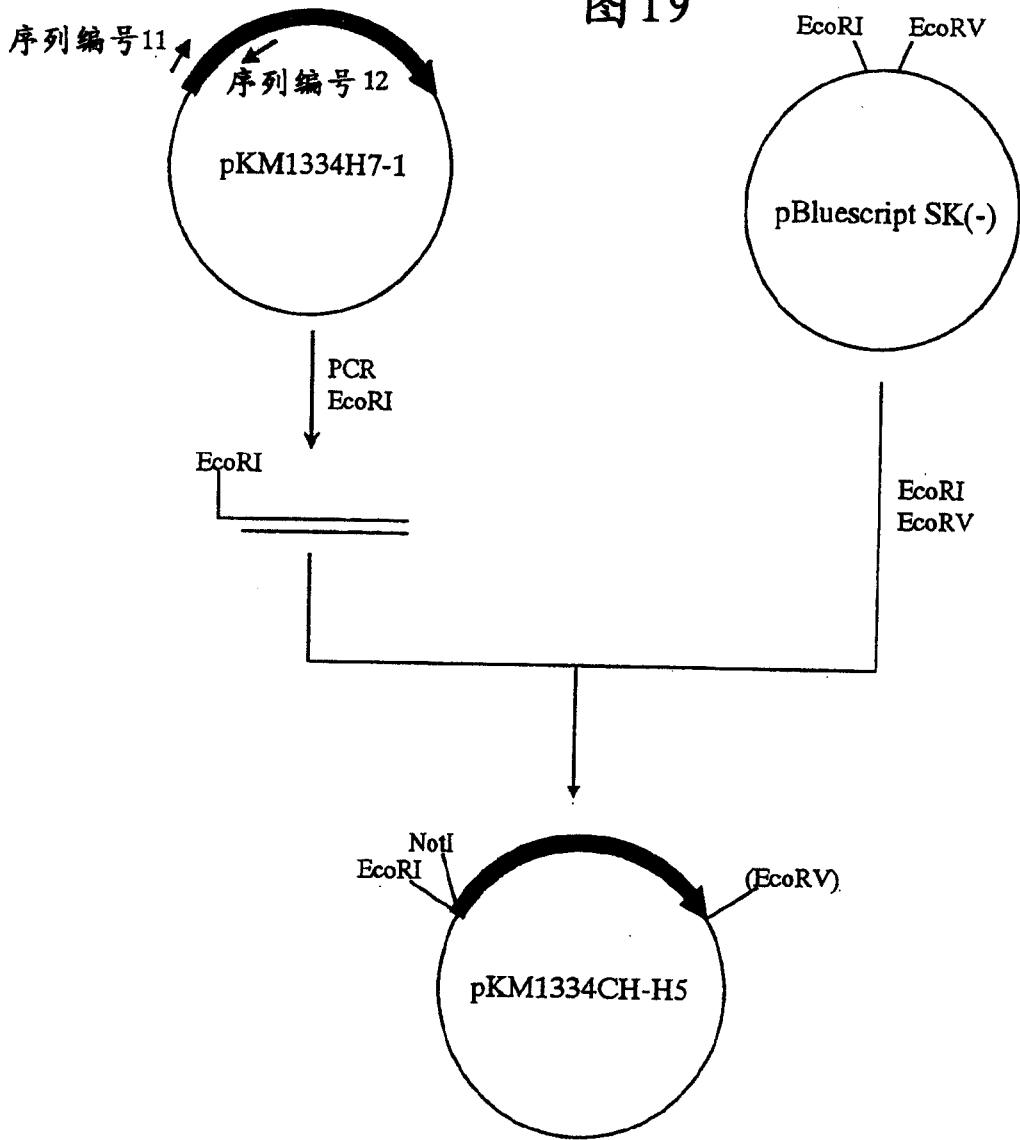 图19
序列编号11
序列编号12
pKM1334H7-1
EcoRI
EcoRV
pBluescript SK(-)
PCR
EcoRI
EcoRI
EcoRI
EcoRV
NotI
EcoRI
(EcoRV)
pKM1334CH-H5